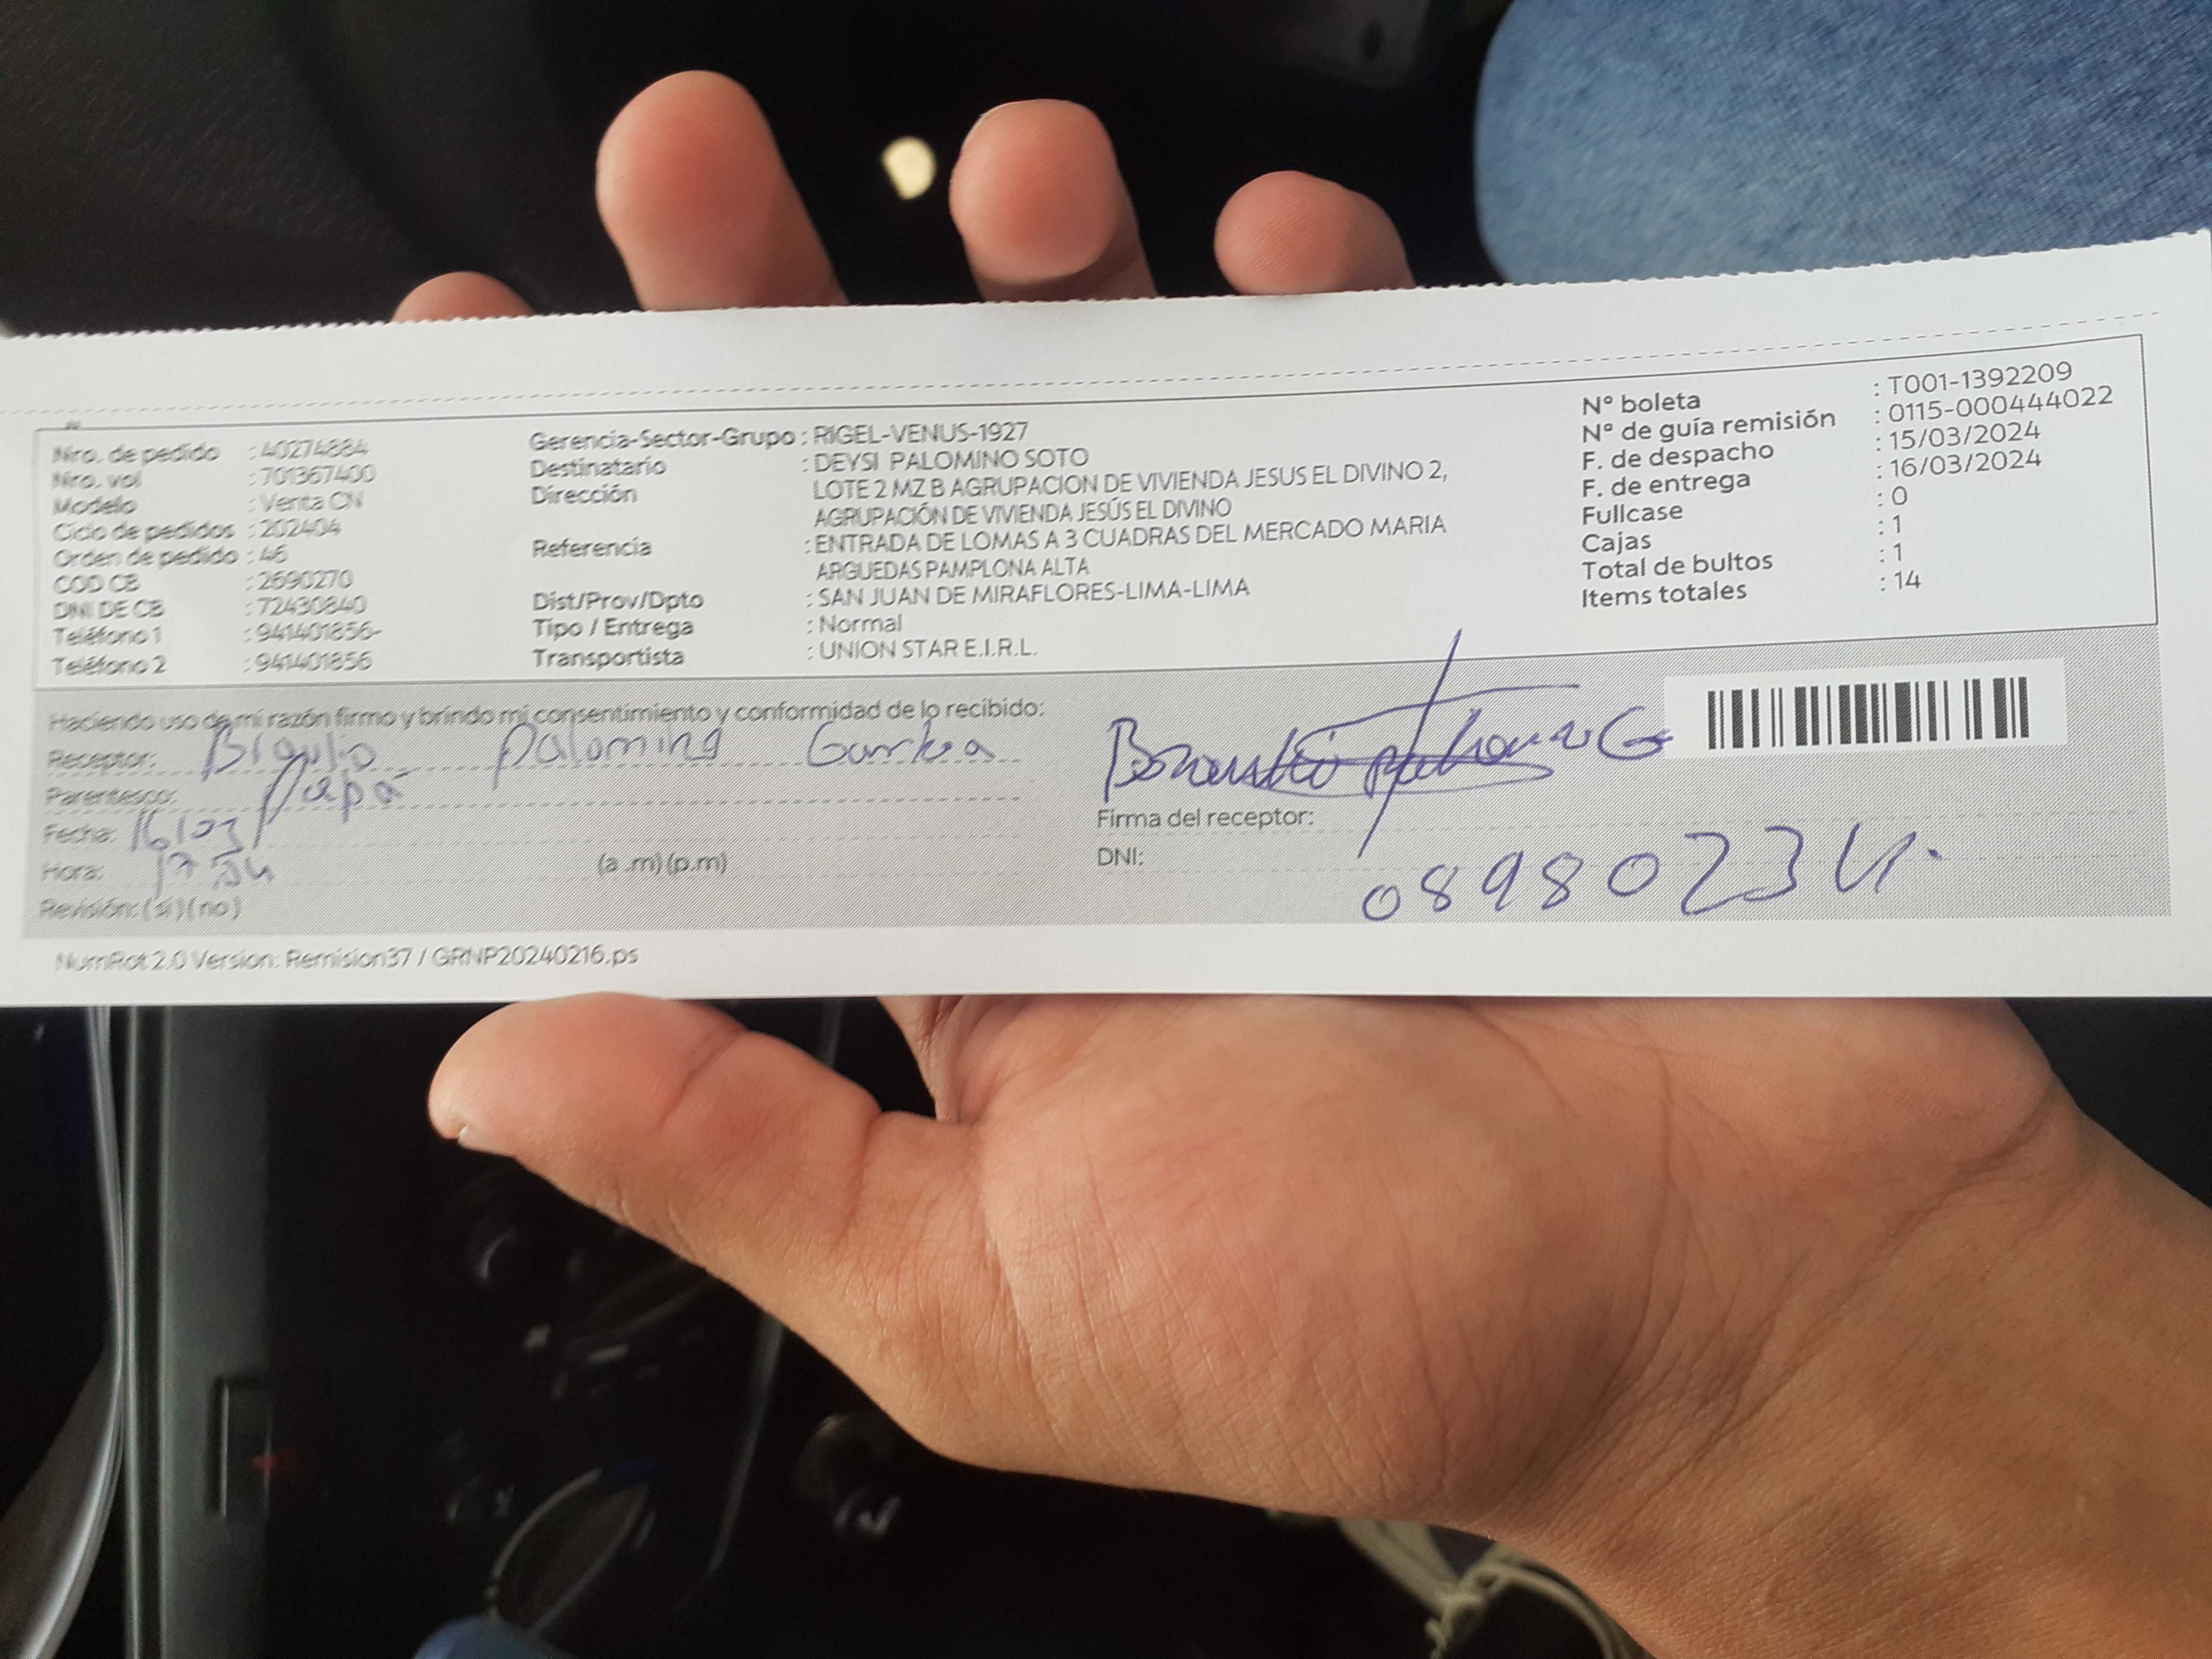 Nro. de pedido : 40274884
Nro. vol : 701367400
Modelo : Venta CN
Ciclo de pedidos : 202404
Orden de pedido : 46
COD CB : 2690270
DNI DE CB : 72430840
Teléfono 1 : 941401856-
Teléfono 2 : 941401856
Gerencia-Sector-Grupo : RIGEL-VENUS-1927
Destinatario : DEYSI PALOMINO SOTO
Dirección LOTE 2 MZ B AGRUPACION DE VIVIENDA JESUS EL DIVINO 2,
AGRUPACIÓN DE VIVIENDA JESÚS EL DIVINO
Referencia : ENTRADA DE LOMAS A 3 CUADRAS DEL MERCADO MARIA
ARGUEDAS PAMPLONA ALTA
Dist/Prov/Dpto : SAN JUAN DE MIRAFLORES-LIMA-LIMA
Tipo / Entrega : Normal
Transportista : UNION STAR E.I.R.L.
N° boleta : T001-1392209
N° de guía remisión : 0115-000444022
F. de despacho : 15/03/2024
F. de entrega : 16/03/2024
Fullcase : 0
Cajas : 1
Total de bultos : 1
Items totales : 14
Haciendo uso de mi razón firmo y brindo mi consentimiento y conformidad de lo recibido:
Receptor: Palomino
Parentesco: Papá
Fecha: 16/03/
Hora: (a .m) (p.m)
Revisión: (si) (no)
Firma del receptor:
DNI: 0898023
NumRot 2.0 Version: Remision37 / GRNP20240216.ps